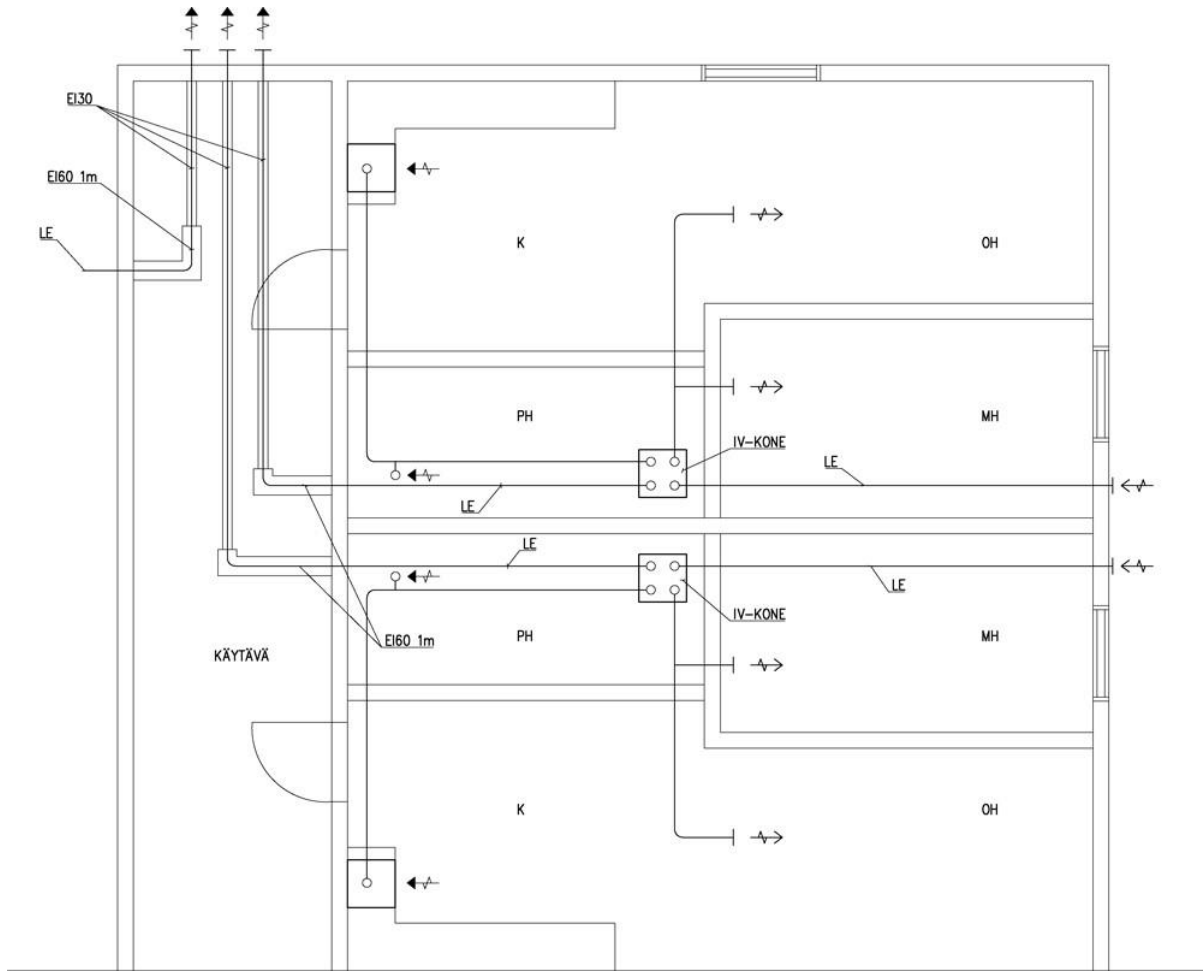 EI30
EI60 1m
LE
K
OH
PH
MH
IV-KONE
LE
LE
LE
LE
IV-KONE
EI60 1m
PH
MH
KÄYTÄVÄ
K
OH